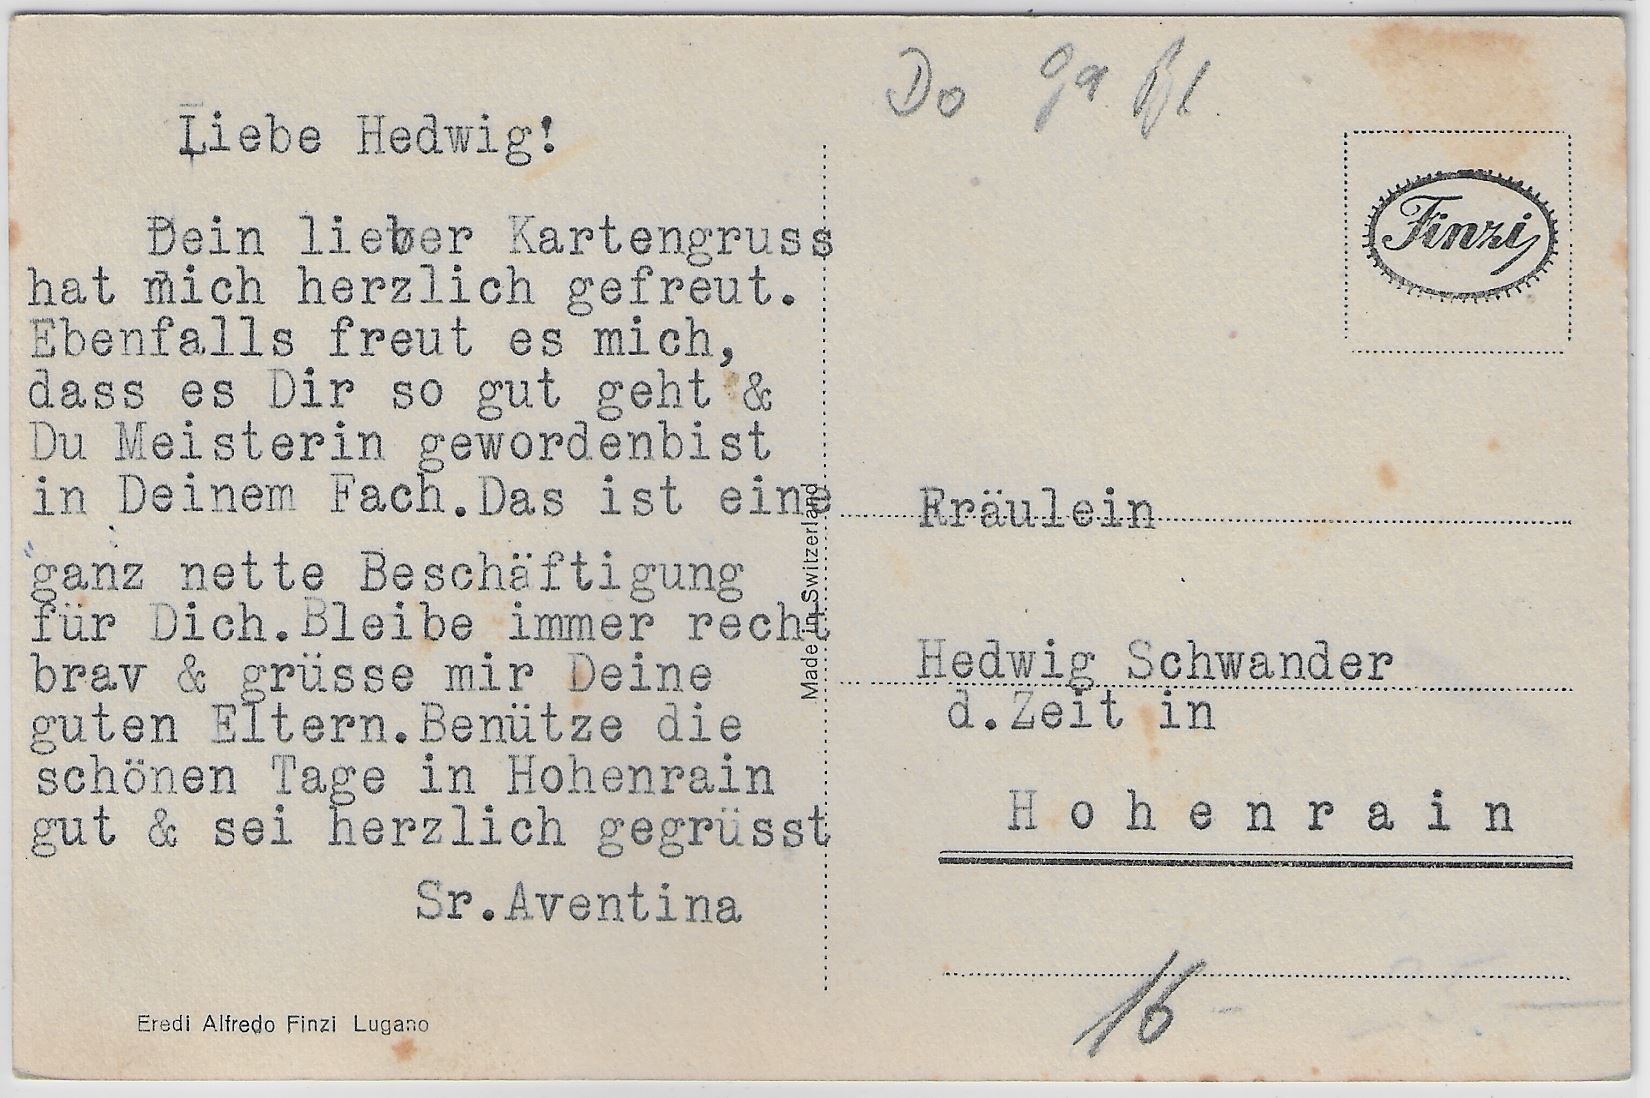 Do
Liebe Hedwig!
Dein lieber Kartengruss
hat mich herzlich gefreut.
Ebenfalls freut es mich,
dass es Dir so gut geht &
Du Meisterin gewordenbist
in Deinem Fach.Das ist eine
ganz nette Beschäftigung
für Dich.Bleibe immer recht
brav & grüsse mir Deine
guten Eltern.Benütze die
schönen Tage in Hohenrain
gut & sei herzlich gegrüsst
Sr.Aventina
Eredi Alfredo Finzi Lugano
Made in Switzerland
Finzi
Fräulein
Hedwig Schwander
d.Zeit in
Hohenrain
16